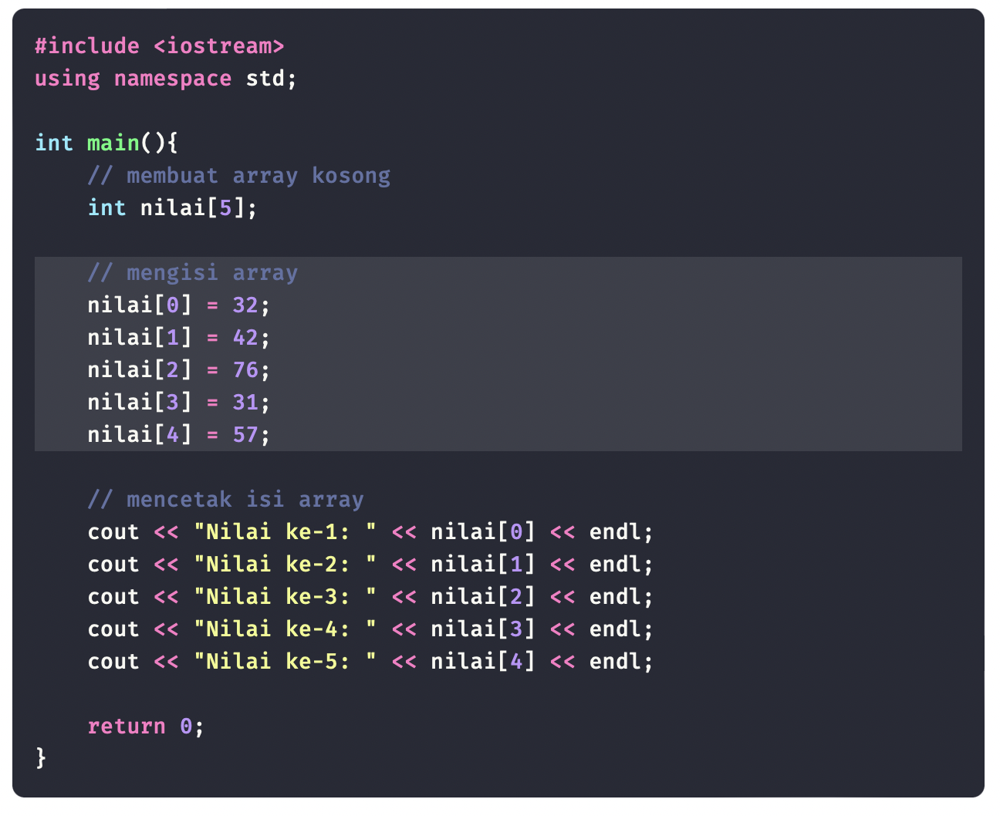 #include <iostream>
using namespace std;
int main(){
    // membuat array kosong
    int nilai[5];
    // mengisi array
    nilai[0] = 32;
    nilai[1] = 42;
    nilai[2] = 76;
    nilai[3] = 31;
    nilai[4] = 57;
    // mencetak isi array
    cout << "Nilai ke-1: " << nilai[0] << endl;
    cout << "Nilai ke-2: " << nilai[1] << endl;
    cout << "Nilai ke-3: " << nilai[2] << endl;
    cout << "Nilai ke-4: " << nilai[3] << endl;
    cout << "Nilai ke-5: " << nilai[4] << endl;
    return 0;
}